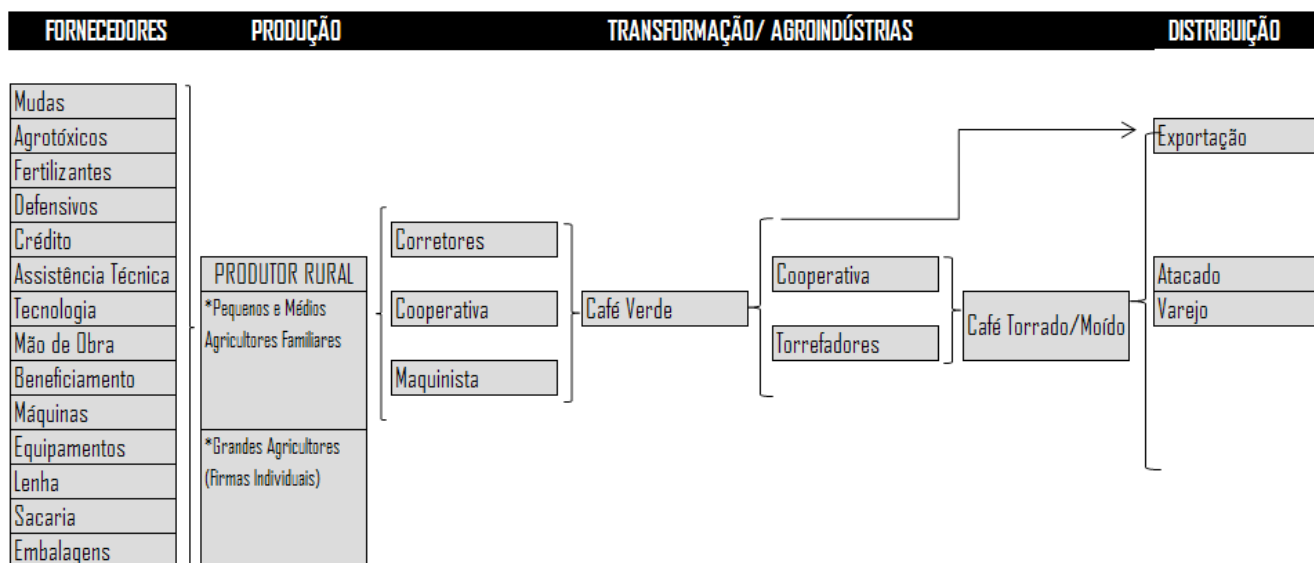 FORNECEDORES
PRODUÇÃO
TRANSFORMAÇÃO/ AGROINDÚSTRIAS
DISTRIBUIÇÃO
Mudas
Agrotóxicos
Fertilizantes
Defensivos
Crédito
Assistência Técnica
Tecnologia
Mão de Obra
Beneficiamento
Máquinas
Equipamentos
Lenha
Sacaria
Embalagens
PRODUTOR RURAL
*Pequenos e Médios
Agricultores Familiares
*Grandes Agricultores
(Firmas Individuais)
Corretores
Cooperativa
Maquinista
Café Verde
Cooperativa
Torrefadores
Café Torrado/Moído
Exportação
Atacado
Varejo